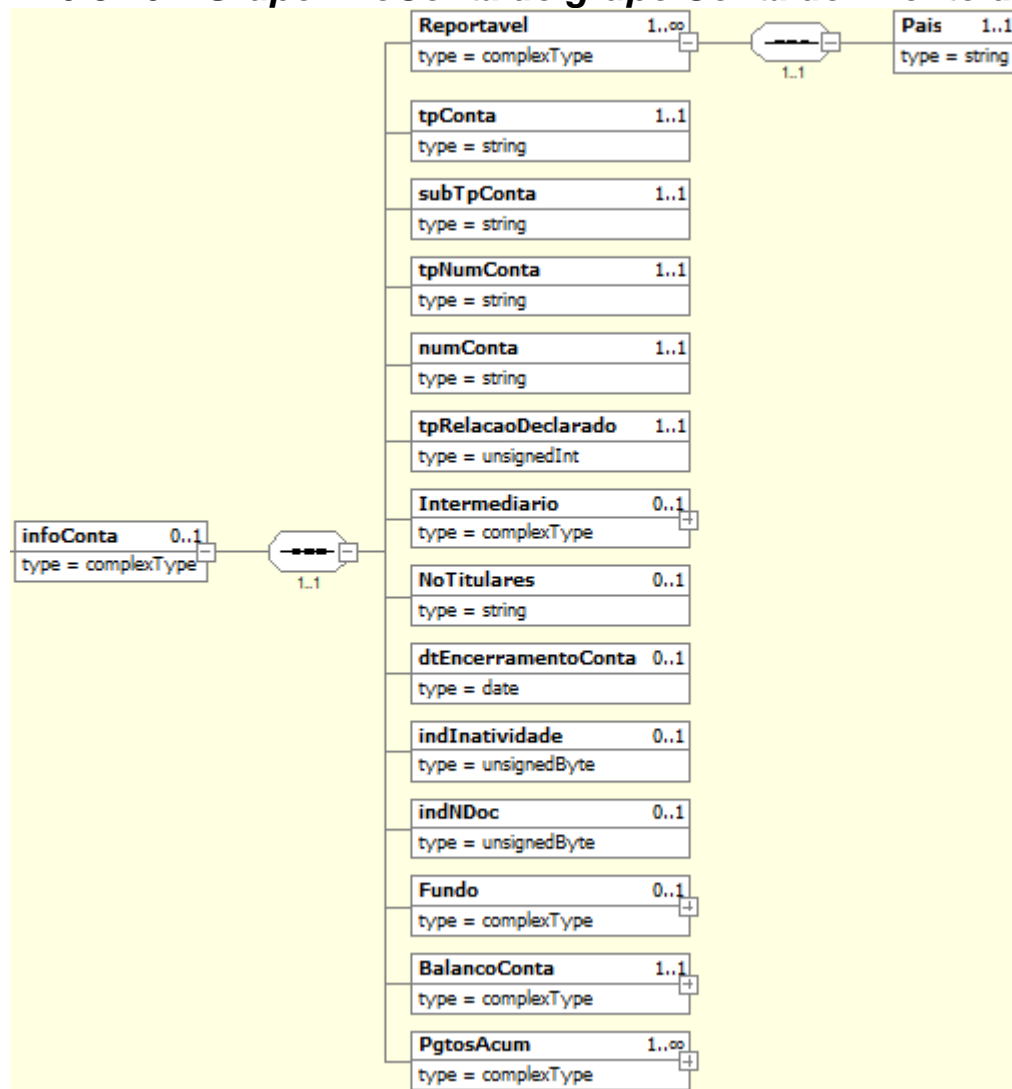 Reportavel 1..∞
type = complexType
1..1
Pais 1..1
type = string
tpConta 1..1
type = string
subTpConta 1..1
type = string
tpNumConta 1..1
type = string
numConta 1..1
type = string
tpRelacaoDeclarado 1..1
type = unsignedInt
infoConta 0..1
type = complexType
1..1
Intermediario 0..1
type = complexType
NoTitulares 0..1
type = string
dtEncerramentoConta 0..1
type = date
indInatividade 0..1
type = unsignedByte
indNDoc 0..1
type = unsignedByte
Fundo 0..1
type = complexType
BalancoConta 1..1
type = complexType
PgtosAcum 1..∞
type = complexType